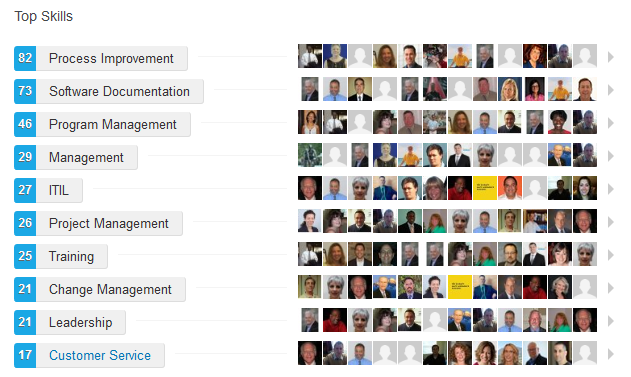 Top Skills
82 Process Improvement
73 Software Documentation
46 Program Management
29 Management
27 ITIL
26 Project Management
25 Training
21 Change Management
21 Leadership
17 Customer Service